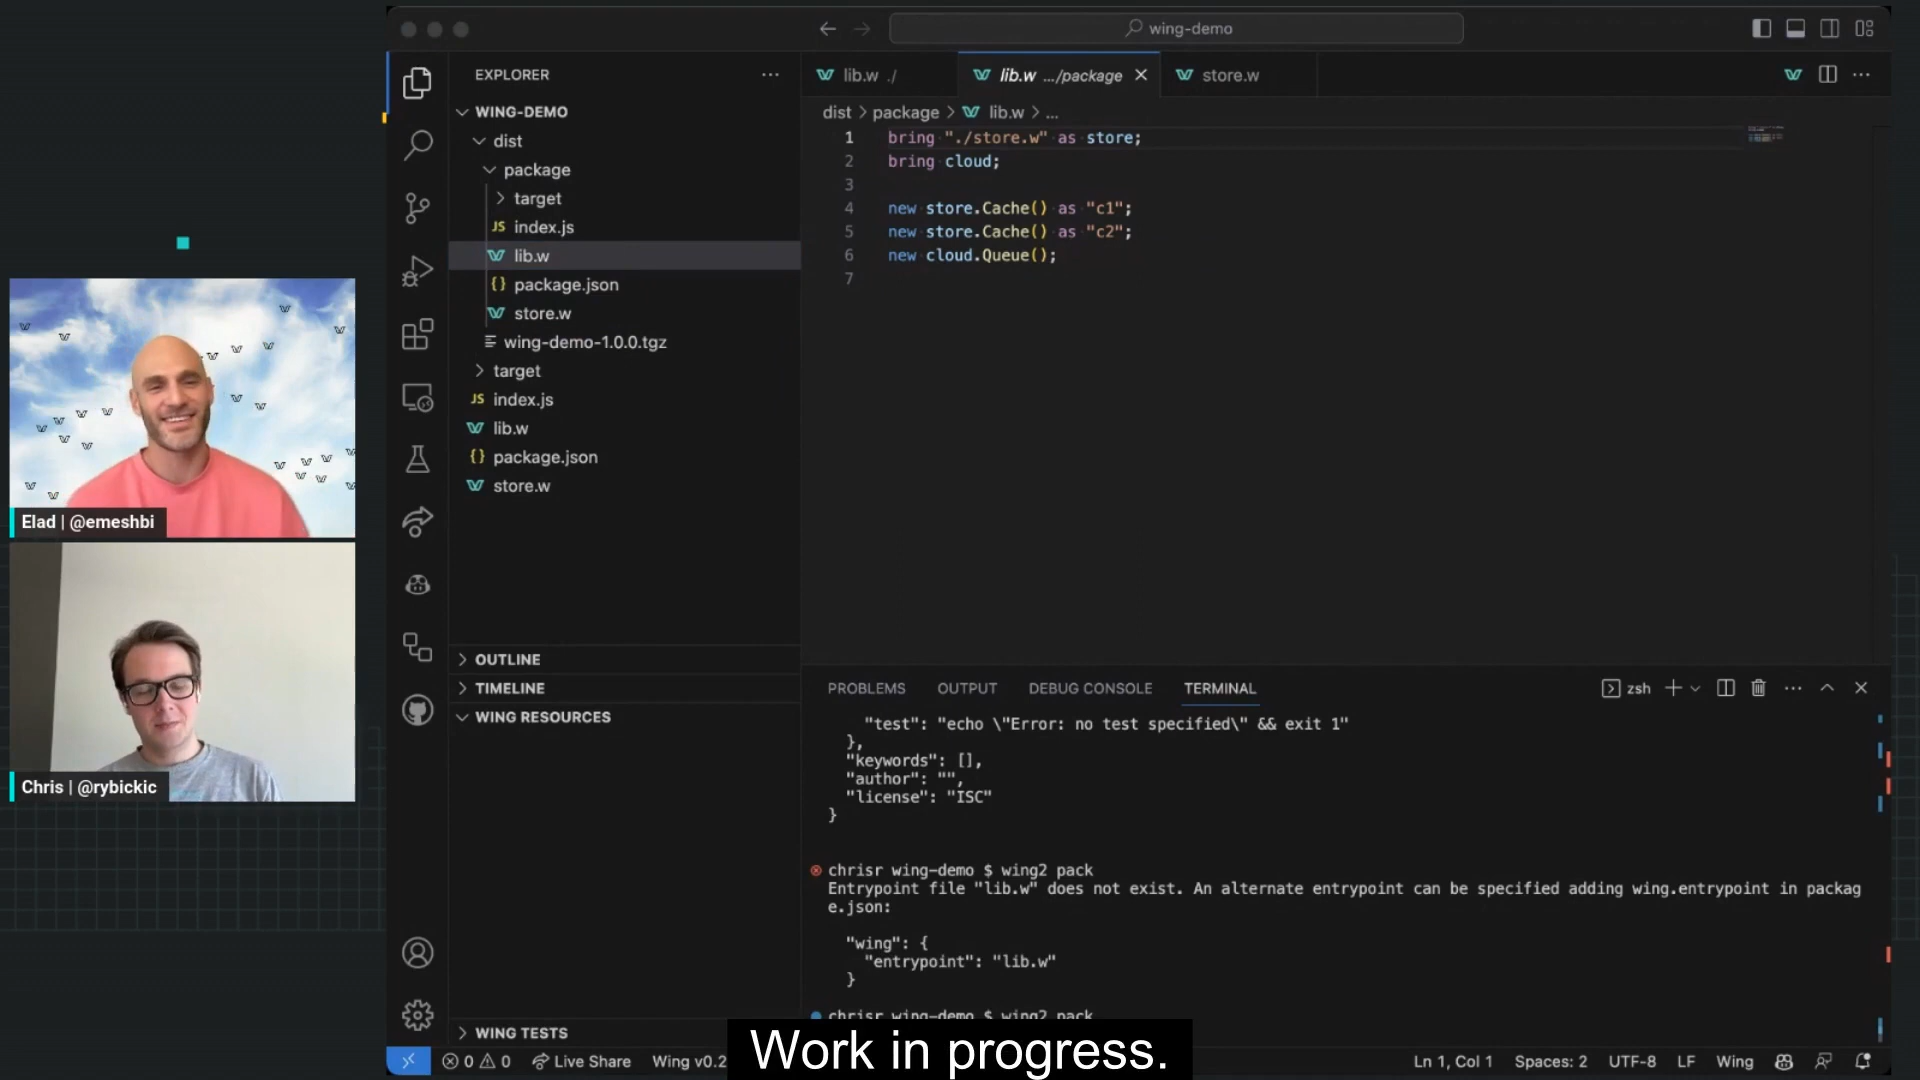 wing-demo
EXPLORER
WING-DEMO
dist
package
target
JS index.js
lib.w
{} package.json
store.w
wing-demo-1.0.0.tgz
target
JS index.js
lib.w
{} package.json
store.w
OUTLINE
TIMELINE
WING RESOURCES
WING TESTS
lib.w ./
lib.w .../package
store.w
dist > package > lib.w > ...
1 bring "./store.w" as store;
2 bring cloud;
3
4 new store.Cache() as "c1";
5 new store.Cache() as "c2";
6 new cloud.Queue();
7
PROBLEMS OUTPUT DEBUG CONSOLE TERMINAL
zsh
"test": "echo \"Error: no test specified\" && exit 1"
},
"keywords": [],
"author": "",
"license": "ISC"
}
chrisr wing-demo $ wing2 pack
Entrypoint file "lib.w" does not exist. An alternate entrypoint can be specified adding wing.entrypoint in packag
e.json:
"wing": {
"entrypoint": "lib.w"
}
chrisr wing-demo $ wing2 pack
Elad | @emeshbi
Chris | @rybickic
0 0 Live Share Wing v0.2
Ln 1, Col 1 Spaces: 2 UTF-8 LF Wing
Work in progress.